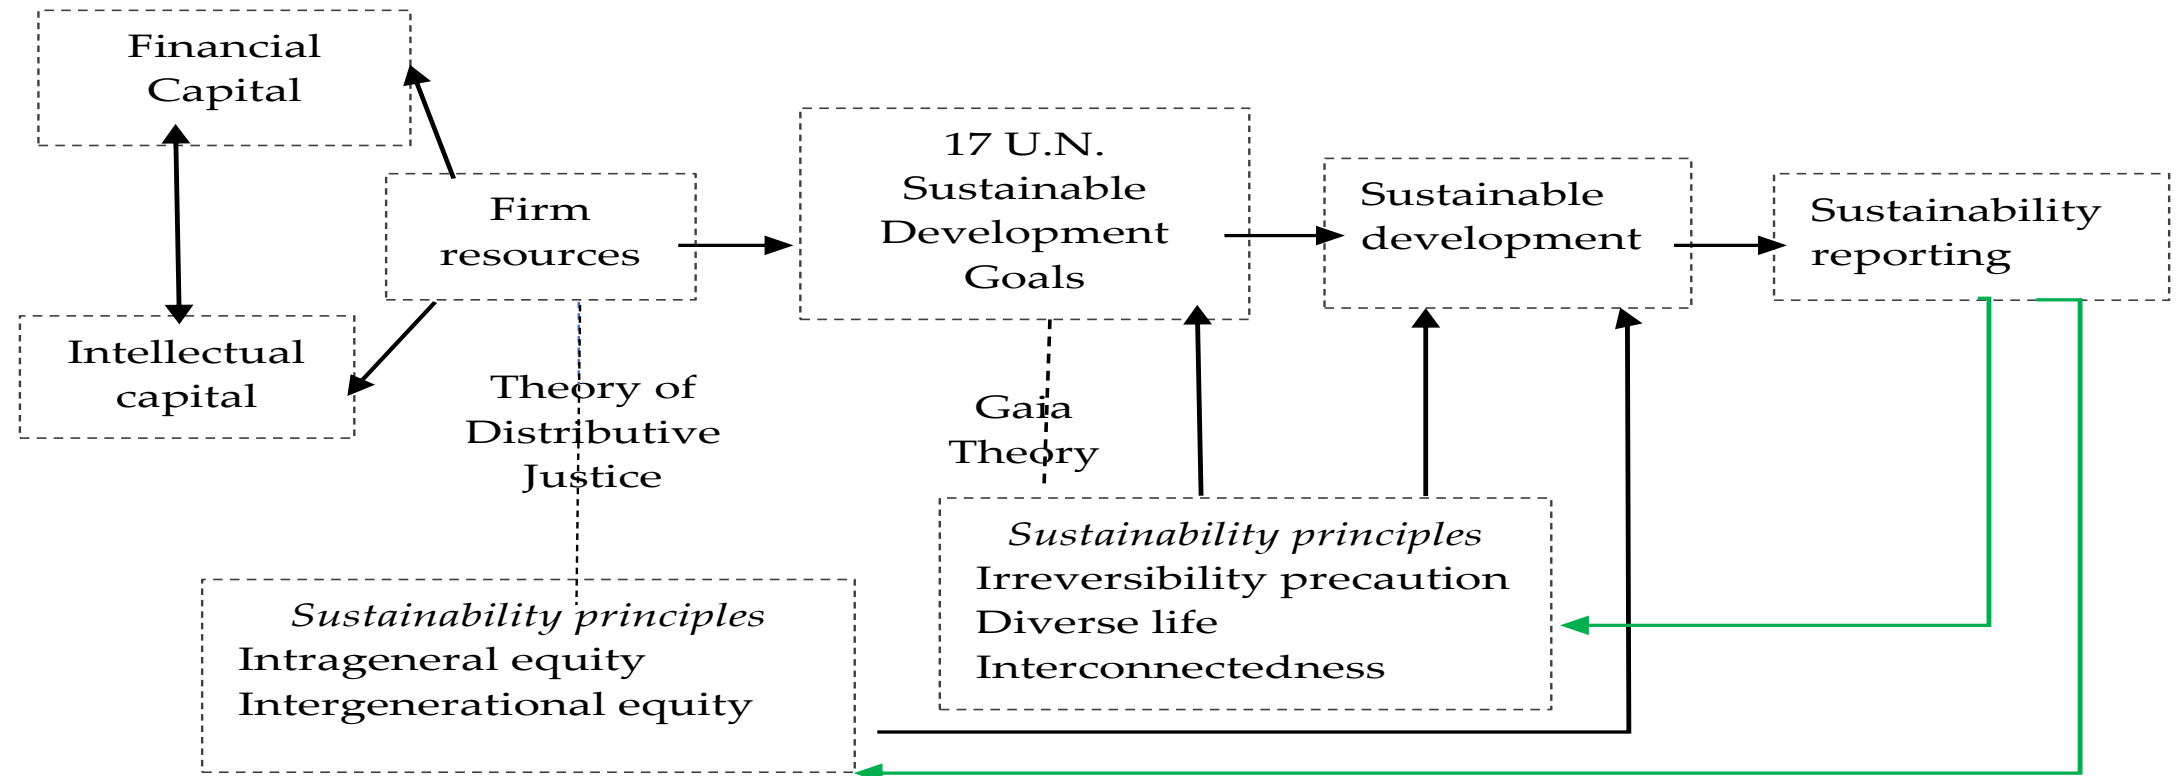 Financial
Capital
Intellectual
capital
Firm
resources
17 U.N.
Sustainable
Development
Goals
Sustainable
development
Sustainability
reporting
Theory of
Distributive
Justice
Gaia
Theory
Sustainability principles
Irreversibility precaution
Diverse life
Interconnectedness
Sustainability principles
Intrageneral equity
Intergenerational equity